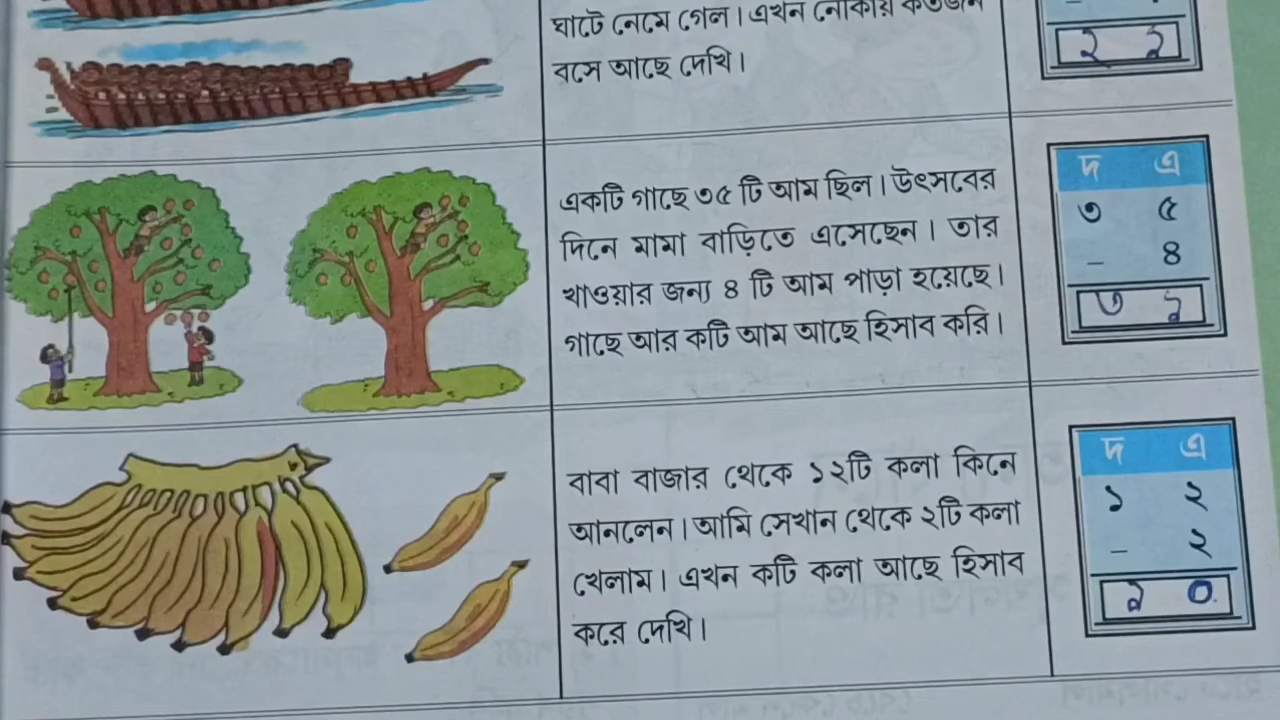 ঘাটে নেমে গেল। এখন নৌকায় কতজন
বসে আছে দেখি।
একটি গাছে ৩৫ টি আম ছিল। উৎসবের
দিনে মামা বাড়িতে এসেছেন। তার
খাওয়ার জন্য ৪ টি আম পাড়া হয়েছে।
গাছে আর কটি আম আছে হিসাব করি।
দ এ
৩ ৫
– ৪
৩ ১
বাবা বাজার থেকে ১২টি কলা কিনে
আনলেন। আমি সেখান থেকে ২টি কলা
খেলাম। এখন কটি কলা আছে হিসাব
করে দেখি।
দ এ
১ ২
– ২
১ ০